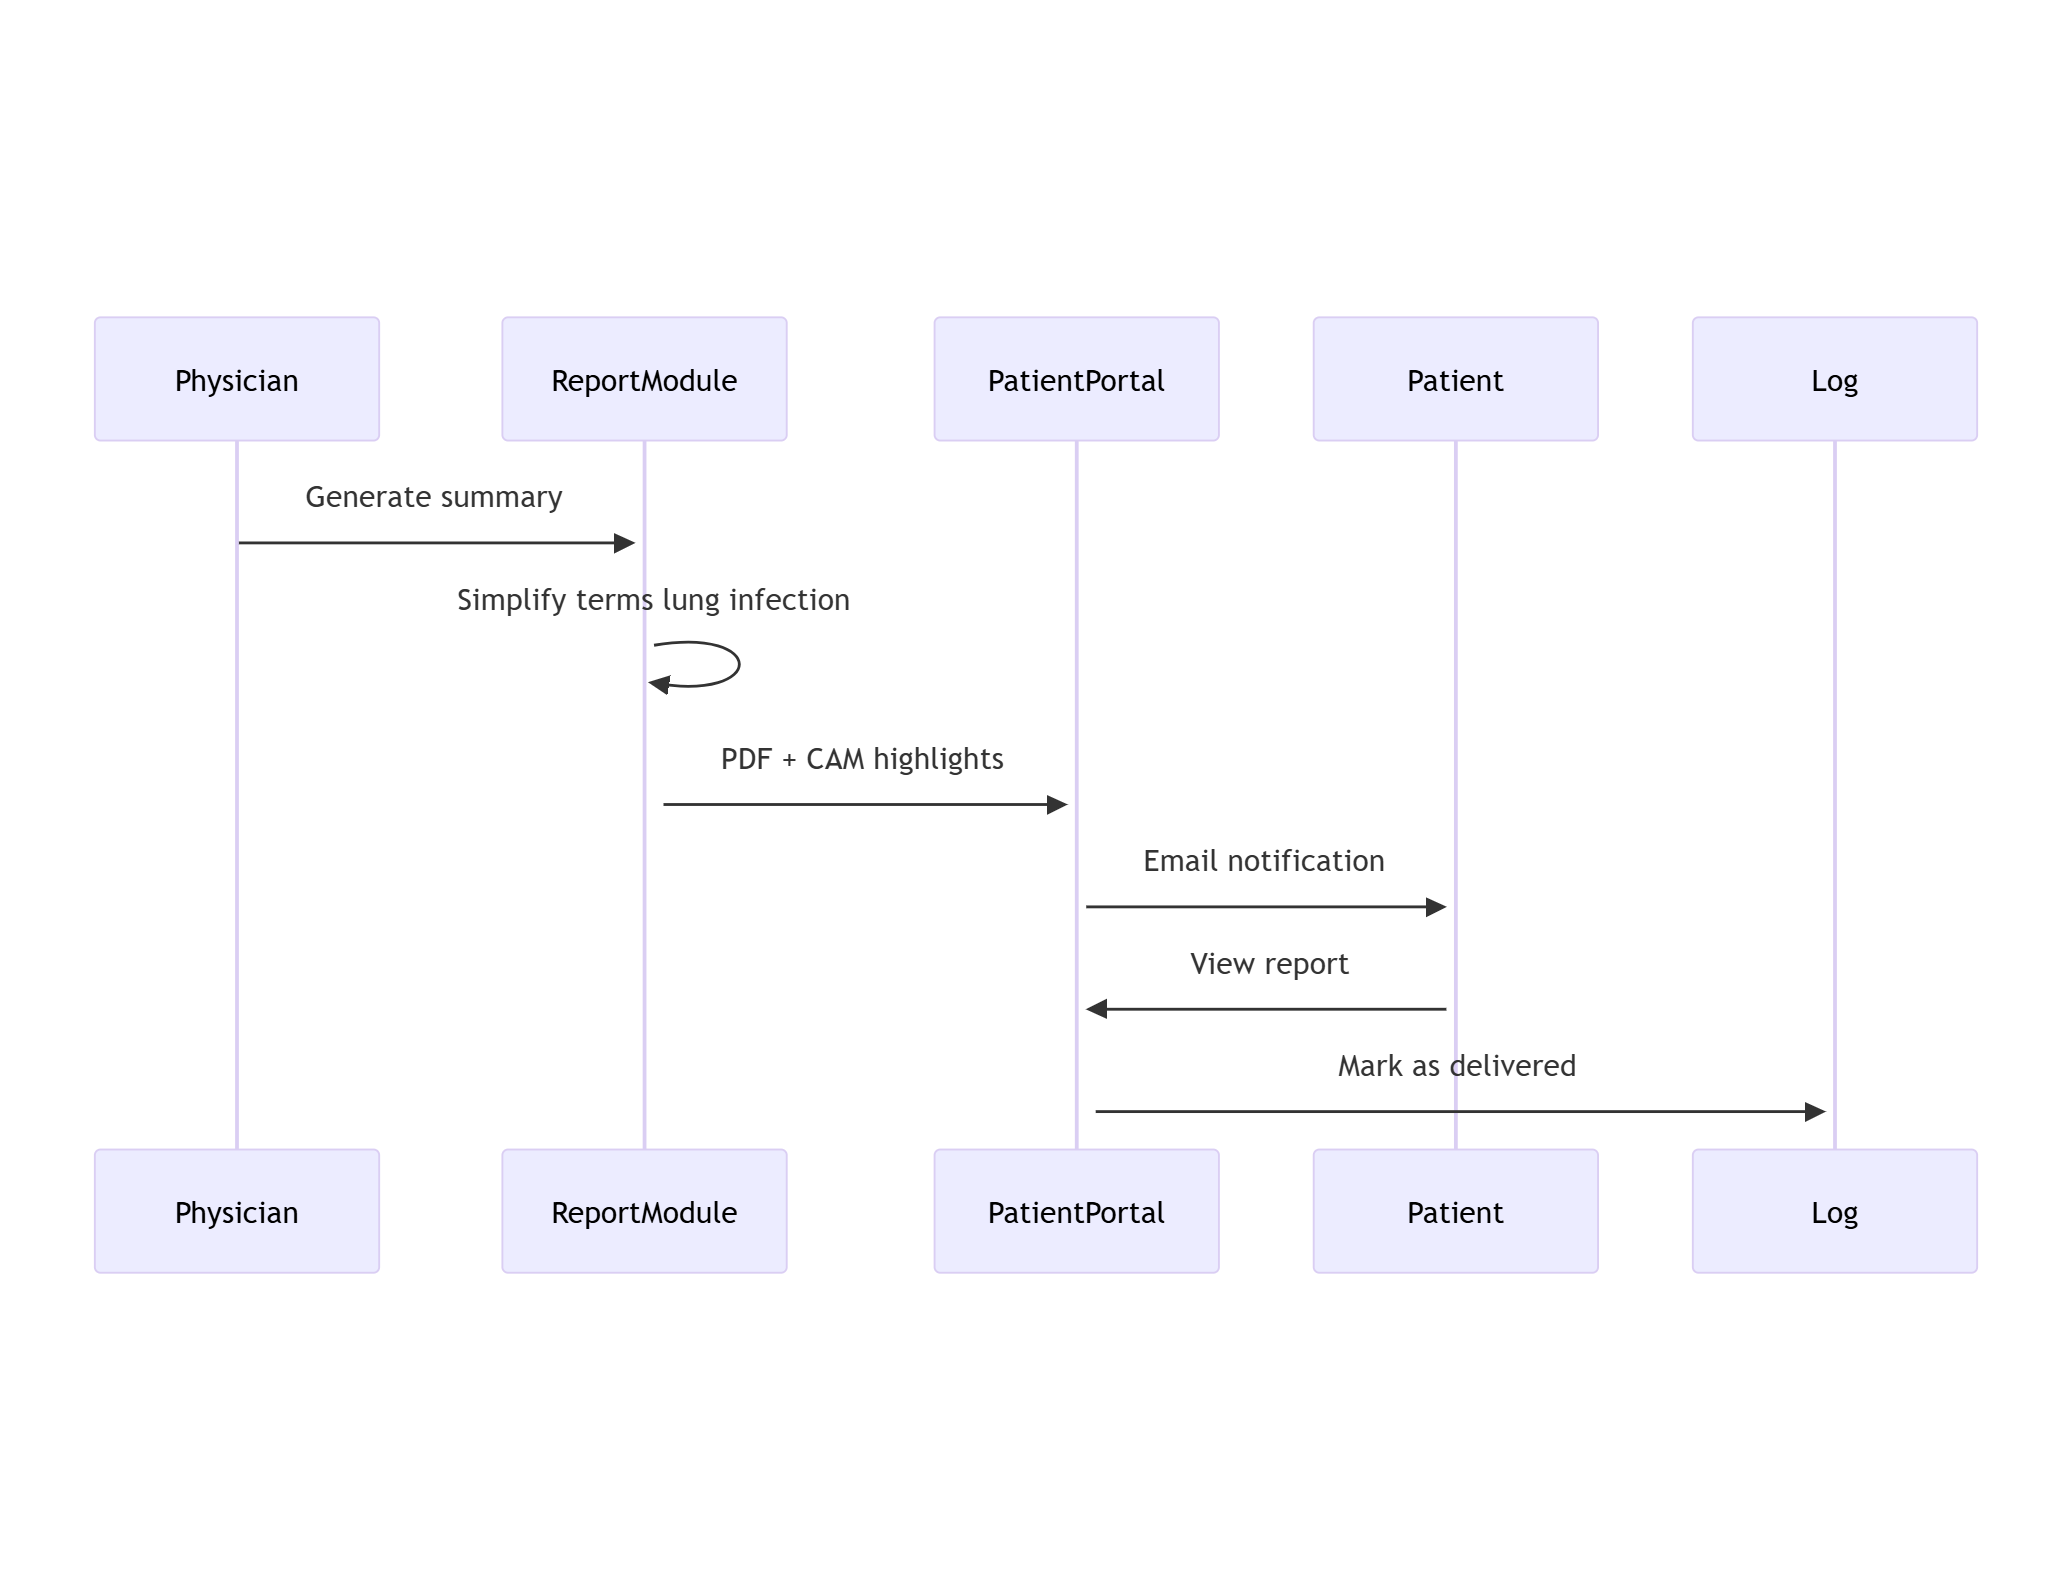 Physician
ReportModule
PatientPortal
Patient
Log
Generate summary
Simplify terms lung infection
PDF + CAM highlights
Email notification
View report
Mark as delivered
Physician
ReportModule
PatientPortal
Patient
Log